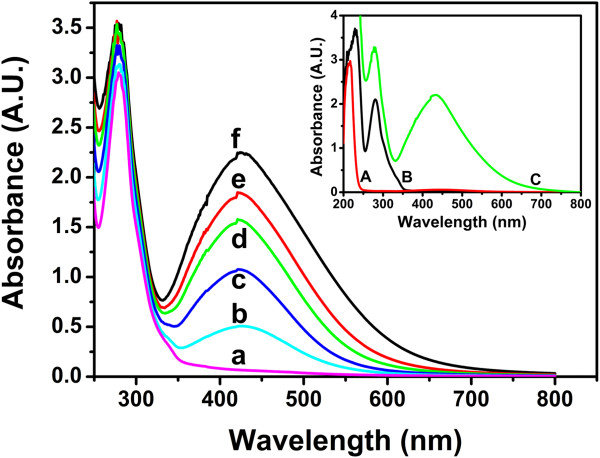 Absorbance (A.U.)
3.5
3.0
2.5
2.0
1.5
1.0
0.5
0.0
300
400
500
600
700
800
Wavelength (nm)
f
e
d
c
b
a
Absorbance (A.U.)
4
3
2
1
0
200 300 400 500 600 700 800
Wavelength (nm)
A
B
C